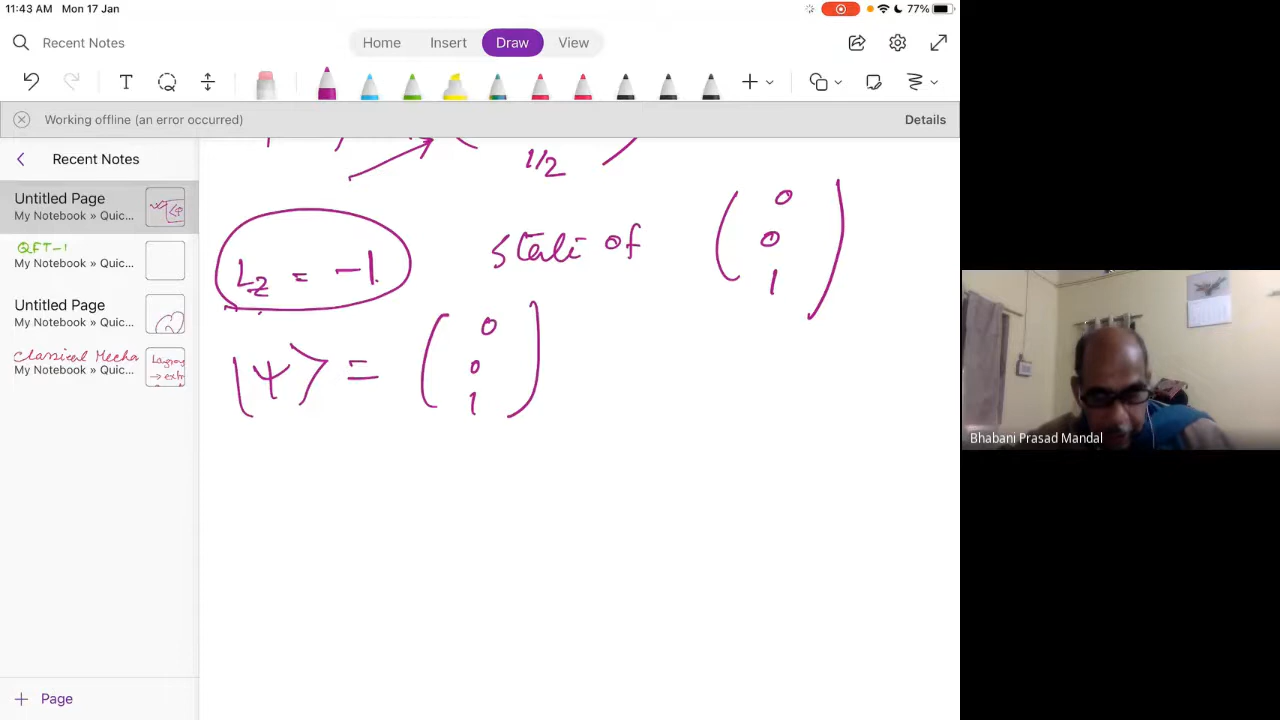 11:43 AM Mon 17 Jan
77%
Recent Notes
Home
Insert
Draw
View
Working offline (an error occurred)
Details
Recent Notes
Untitled Page
My Notebook » Quic...
QFT-1
My Notebook » Quic...
Untitled Page
My Notebook » Quic...
Classical Mecha
My Notebook » Quic...
Page
1/2
Lz = -1
state of
( 0
0
1 )
|ψ> =
( 0
0
1 )
Bhabani Prasad Mandal